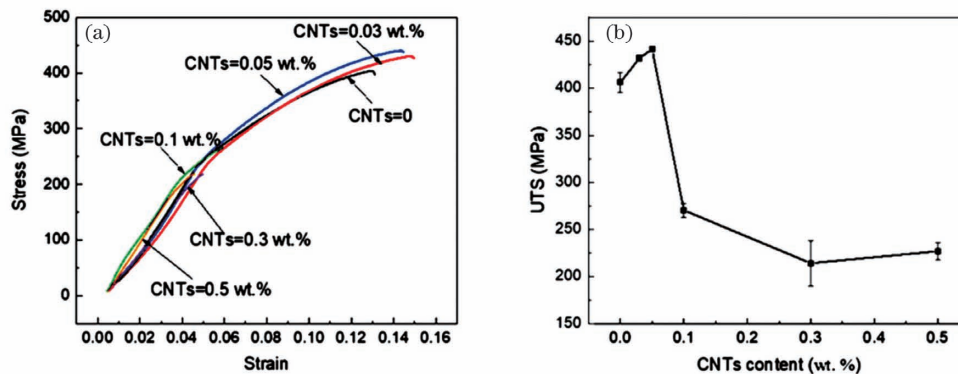 (a)
500
400
300
200
100
0
Stress (MPa)
CNTs=0.03 wt.%
CNTs=0.05 wt.%
CNTs=0
CNTs=0.1 wt.%
CNTs=0.3 wt.%
CNTs=0.5 wt.%
0.00 0.02 0.04 0.06 0.08 0.10 0.12 0.14 0.16
Strain
(b)
450
400
350
300
250
200
150
UTS (MPa)
0.0 0.1 0.2 0.3 0.4 0.5
CNTs content (wt. %)